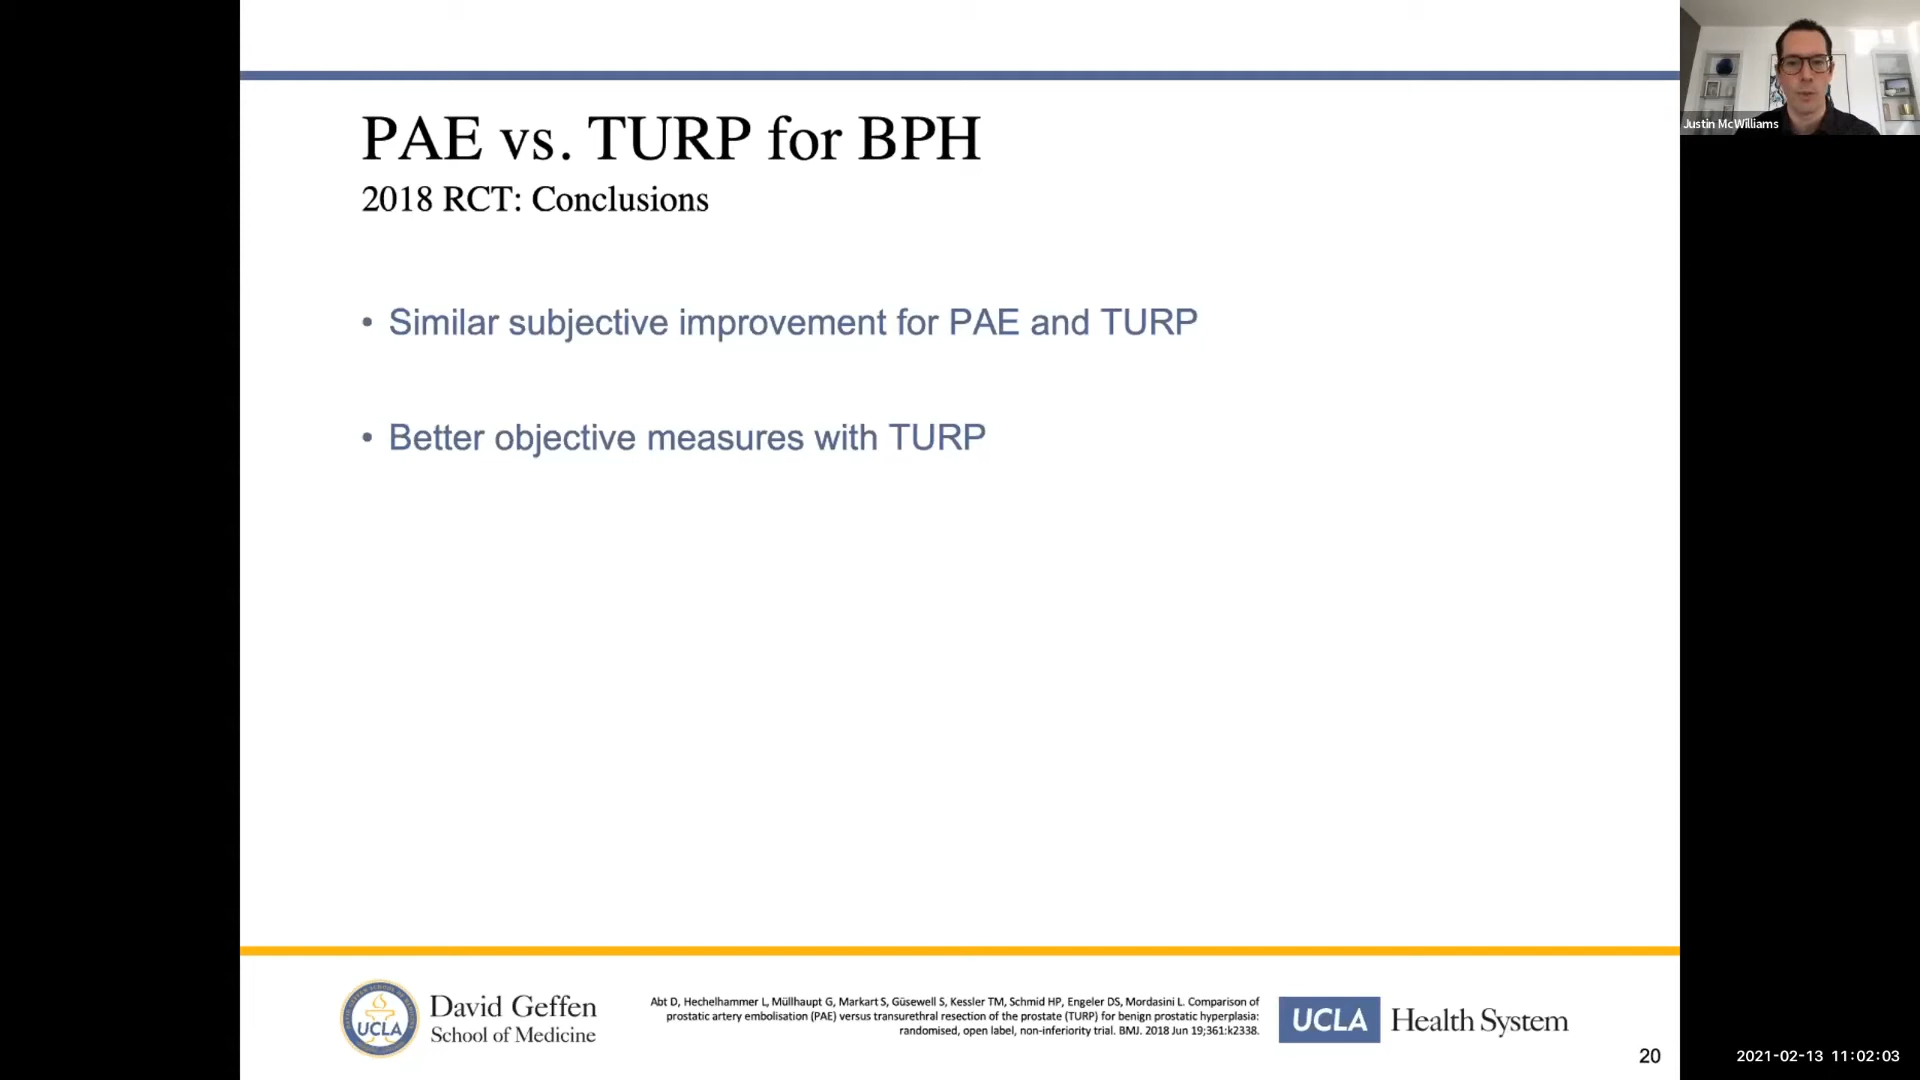 Justin McWilliams
PAE vs. TURP for BPH
2018 RCT: Conclusions
• Similar subjective improvement for PAE and TURP
• Better objective measures with TURP
UCLA
David Geffen
School of Medicine
Abt D, Hechelhammer L, Müllhaupt G, Markart S, Güsewell S, Kessler TM, Schmid HP, Engeler DS, Mordasini L. Comparison of
prostatic artery embolisation (PAE) versus transurethral resection of the prostate (TURP) for benign prostatic hyperplasia:
randomised, open label, non-inferiority trial. BMJ. 2018 Jun 19;361:k2338.
UCLA Health System
20
2021-02-13 11:02:03